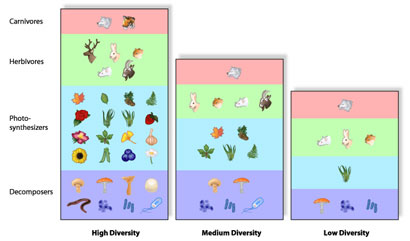 Carnivores
Herbivores
Photo-
synthesizers
Decomposers
High Diversity
Medium Diversity
Low Diversity